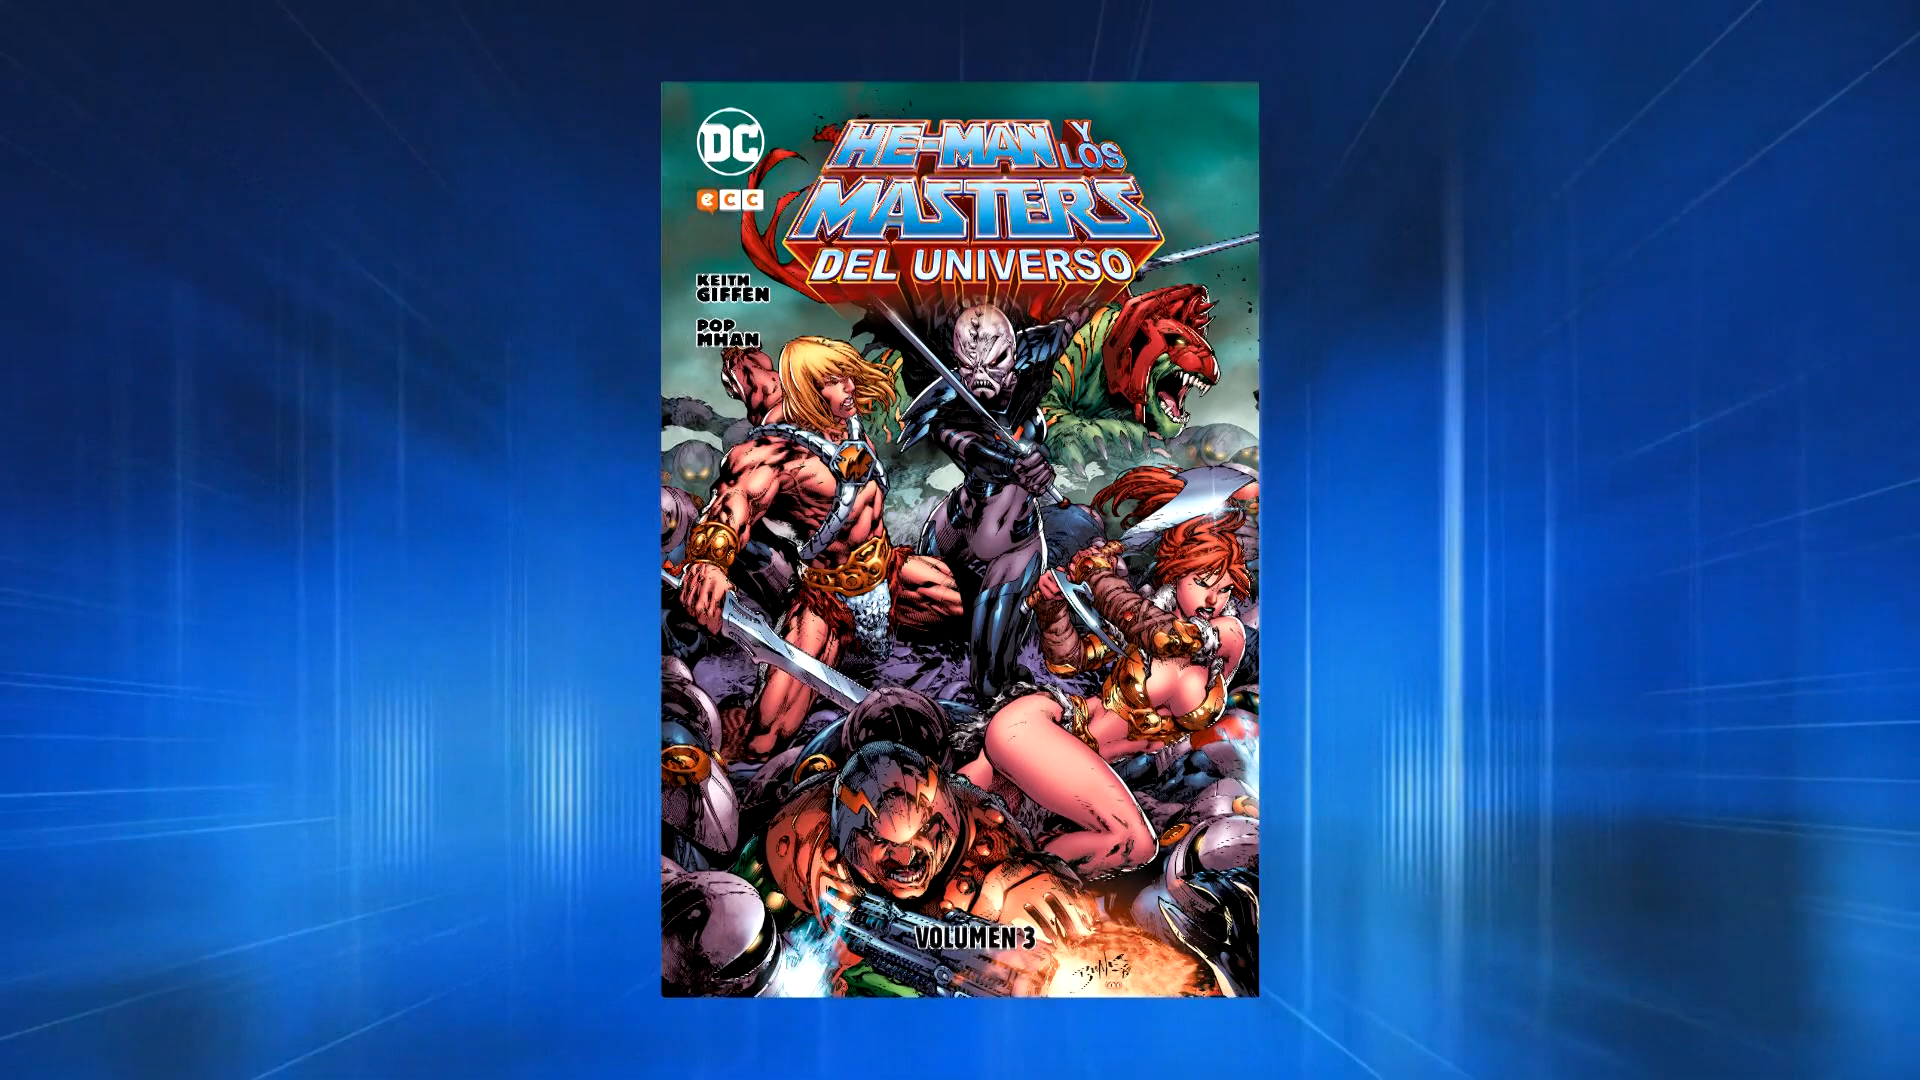 DC
ecc
HE-MAN Y
LOS
MASTERS
DEL UNIVERSO
KEITH
GIFFEN
POP
MHAN
VOLUMEN 3